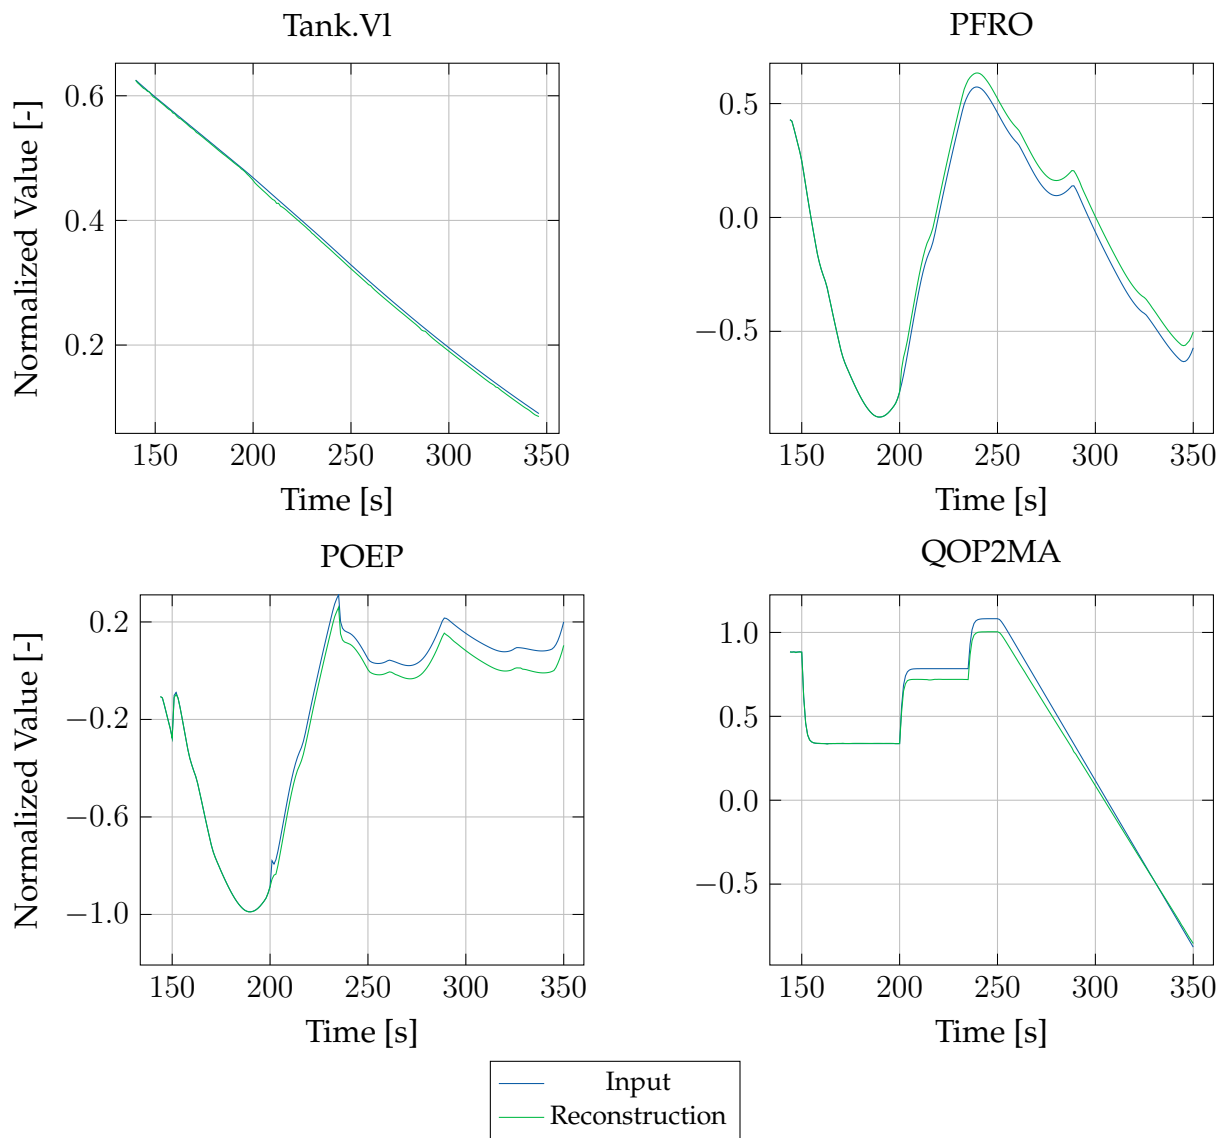 Tank.Vl
PFRO
Normalized Value [-]
0.6
0.4
0.2
150 200 250 300 350
Time [s]
0.5
0.0
−0.5
150 200 250 300 350
Time [s]
POEP
QOP2MA
Normalized Value [-]
0.2
−0.2
−0.6
−1.0
150 200 250 300 350
Time [s]
1.0
0.5
0.0
−0.5
150 200 250 300 350
Time [s]
Input
Reconstruction